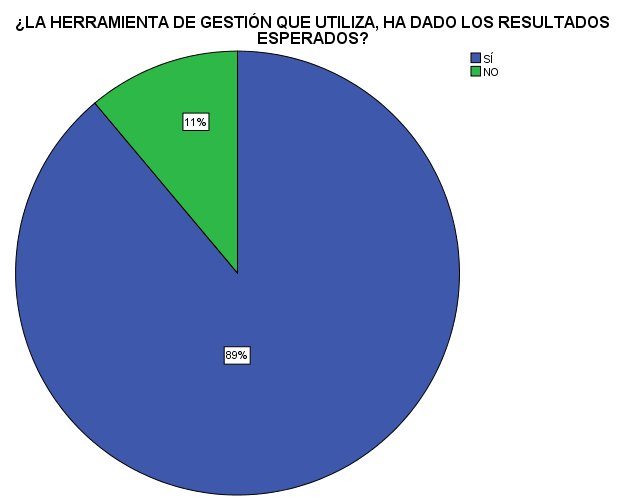 ¿LA HERRAMIENTA DE GESTIÓN QUE UTILIZA, HA DADO LOS RESULTADOS
ESPERADOS?
SÍ
NO
11%
89%